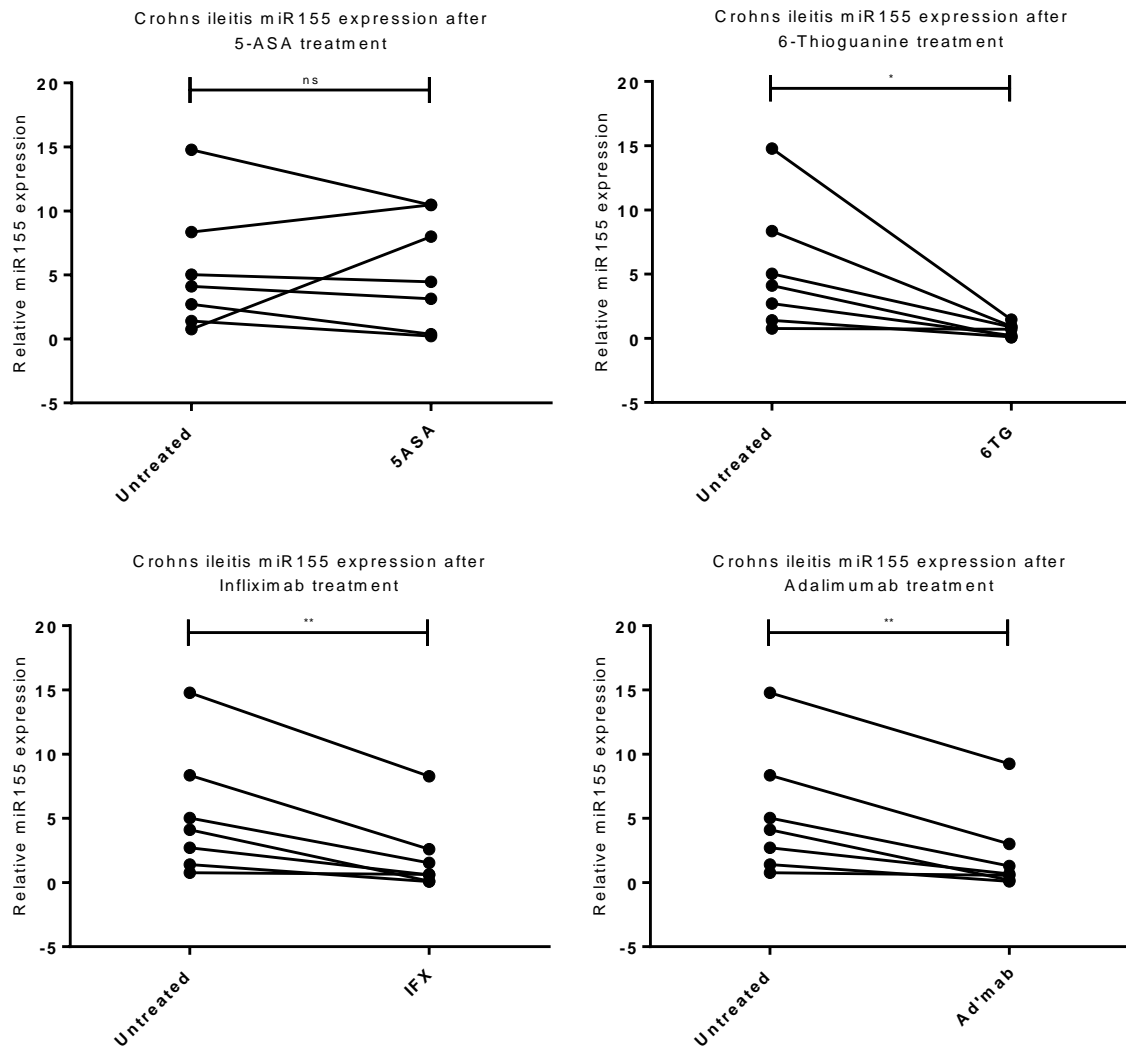 Crohns ileitis miR155 expression after
5-ASA treatment
ns
20
15
10
5
0
-5
Relative miR155 expression
Untreated
5ASA
Crohns ileitis miR155 expression after
6-Thioguanine treatment
*
20
15
10
5
0
-5
Relative miR155 expression
Untreated
6TG
Crohns ileitis miR155 expression after
Infliximab treatment
**
20
15
10
5
0
-5
Relative miR155 expression
Untreated
IFX
Crohns ileitis miR155 expression after
Adalimumab treatment
**
20
15
10
5
0
-5
Relative miR155 expression
Untreated
Ad'mab